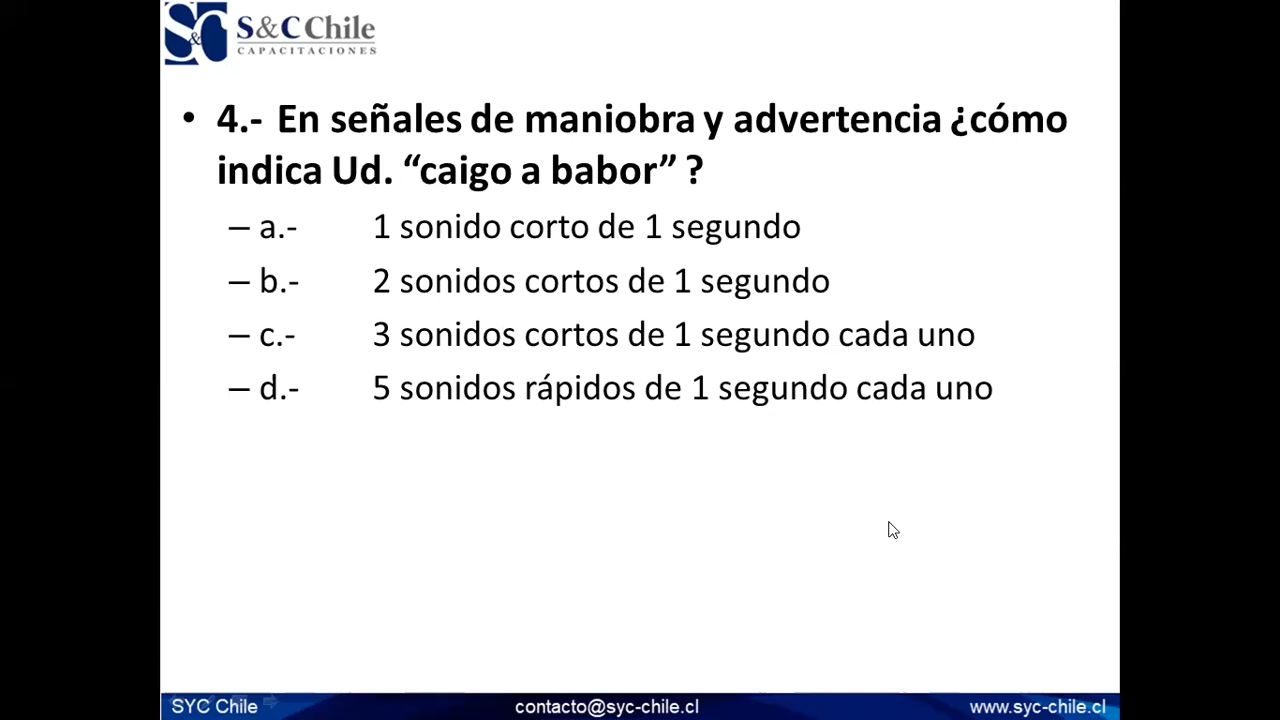 S&C Chile
CAPACITACIONES
• 4.- En señales de maniobra y advertencia ¿cómo
indica Ud. “caigo a babor” ?
– a.- 1 sonido corto de 1 segundo
– b.- 2 sonidos cortos de 1 segundo
– c.- 3 sonidos cortos de 1 segundo cada uno
– d.- 5 sonidos rápidos de 1 segundo cada uno
SYC Chile contacto@syc-chile.cl www.syc-chile.cl